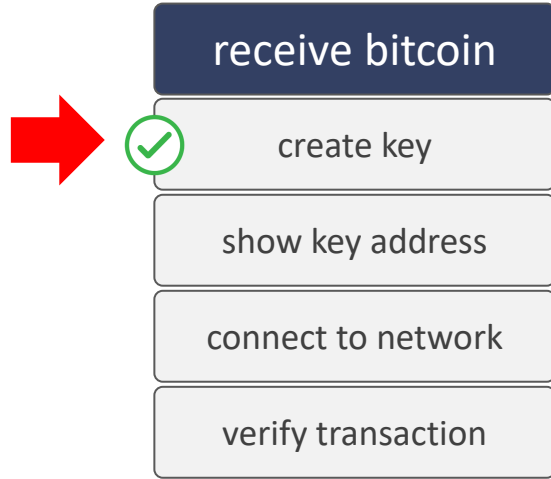 receive bitcoin
create key
show key address
connect to network
verify transaction